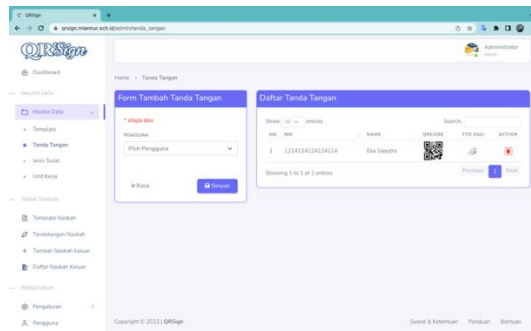 QRSign
qrsign.miannur.sch.id/admin/tanda_tangan
QRSign
Administrator
admin
Dashboard
Home > Tanda Tangan
MASTER DATA
Master Data
Template
Tanda Tangan
Jenis Surat
Unit Kerja
TANDA TANGAN
Template Naskah
Tandatangan Naskah
Tambah Naskah Keluar
Daftar Naskah Keluar
PENGATURAN
Pengaturan
Pengguna
Form Tambah Tanda Tangan
* Wajib diisi
PENGGUNA
Pilih Pengguna
Batal
Simpan
Daftar Tanda Tangan
Show 10 entries
Search:
NO NIK NAMA QRCODE TTD ASLI ACTION
1 1214124124124124 Eka Saputra
Showing 1 to 1 of 1 entries
Previous 1 Next
Copyright © 2022 | QRSign
Syarat & Ketentuan Panduan Bantuan